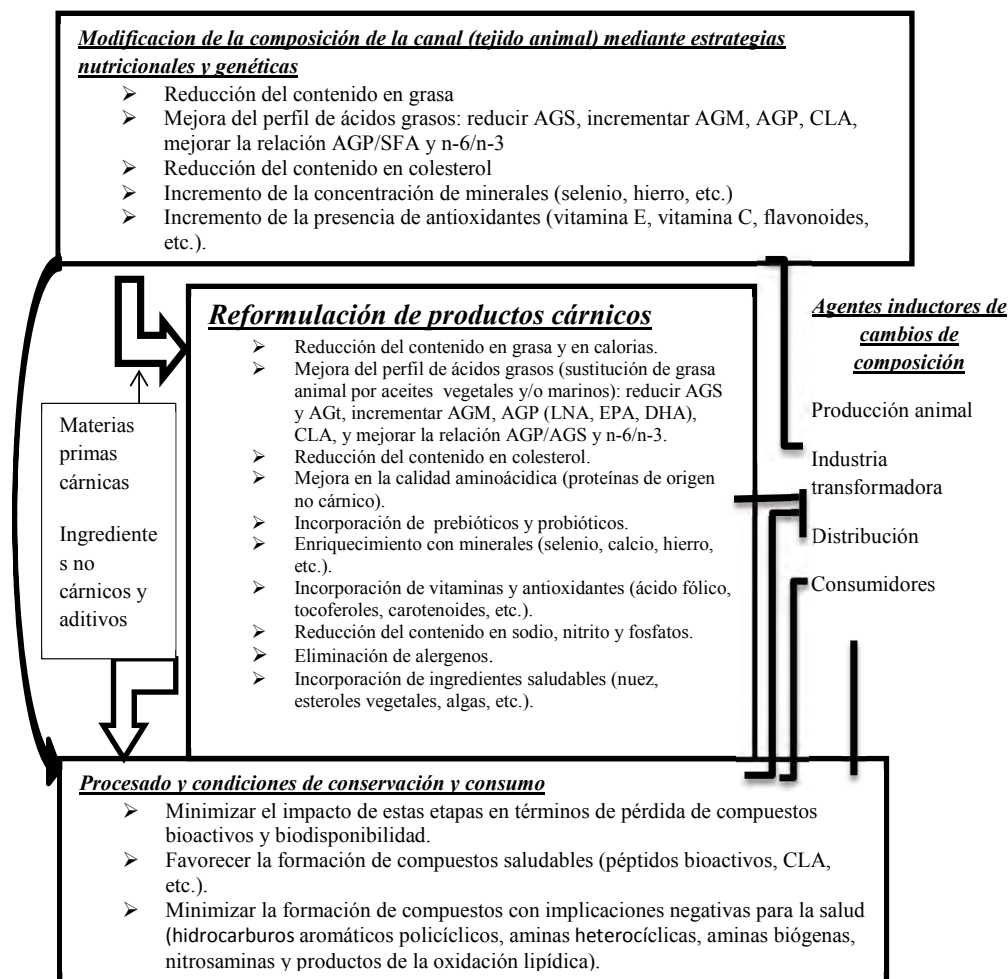 Modificacion de la composición de la canal (tejido animal) mediante estrategias
nutricionales y genéticas
➢ Reducción del contenido en grasa
➢ Mejora del perfil de ácidos grasos: reducir AGS, incrementar AGM, AGP, CLA,
mejorar la relación AGP/SFA y n-6/n-3
➢ Reducción del contenido en colesterol
➢ Incremento de la concentración de minerales (selenio, hierro, etc.)
➢ Incremento de la presencia de antioxidantes (vitamina E, vitamina C, flavonoides,
etc.).
Reformulación de productos cárnicos
➢ Reducción del contenido en grasa y en calorias.
➢ Mejora del perfil de ácidos grasos (sustitución de grasa
animal por aceites vegetales y/o marinos): reducir AGS
y AGt, incrementar AGM, AGP (LNA, EPA, DHA),
CLA, y mejorar la relación AGP/AGS y n-6/n-3.
➢ Reducción del contenido en colesterol.
➢ Mejora en la calidad aminoácidica (proteínas de origen
no cárnico).
➢ Incorporación de prebióticos y probióticos.
➢ Enriquecimiento con minerales (selenio, calcio, hierro,
etc.).
➢ Incorporación de vitaminas y antioxidantes (ácido fólico,
tocoferoles, carotenoides, etc.).
➢ Reducción del contenido en sodio, nitrito y fosfatos.
➢ Eliminación de alergenos.
➢ Incorporación de ingredientes saludables (nuez,
esteroles vegetales, algas, etc.).
Materias
primas
cárnicas
Ingrediente
s no
cárnicos y
aditivos
Agentes inductores de
cambios de
composición
Producción animal
Industria
transformadora
Distribución
Consumidores
Procesado y condiciones de conservación y consumo
➢ Minimizar el impacto de estas etapas en términos de pérdida de compuestos
bioactivos y biodisponibilidad.
➢ Favorecer la formación de compuestos saludables (péptidos bioactivos, CLA,
etc.).
➢ Minimizar la formación de compuestos con implicaciones negativas para la salud
(hidrocarburos aromáticos policíclicos, aminas heterocíclicas, aminas biógenas,
nitrosaminas y productos de la oxidación lipídica).